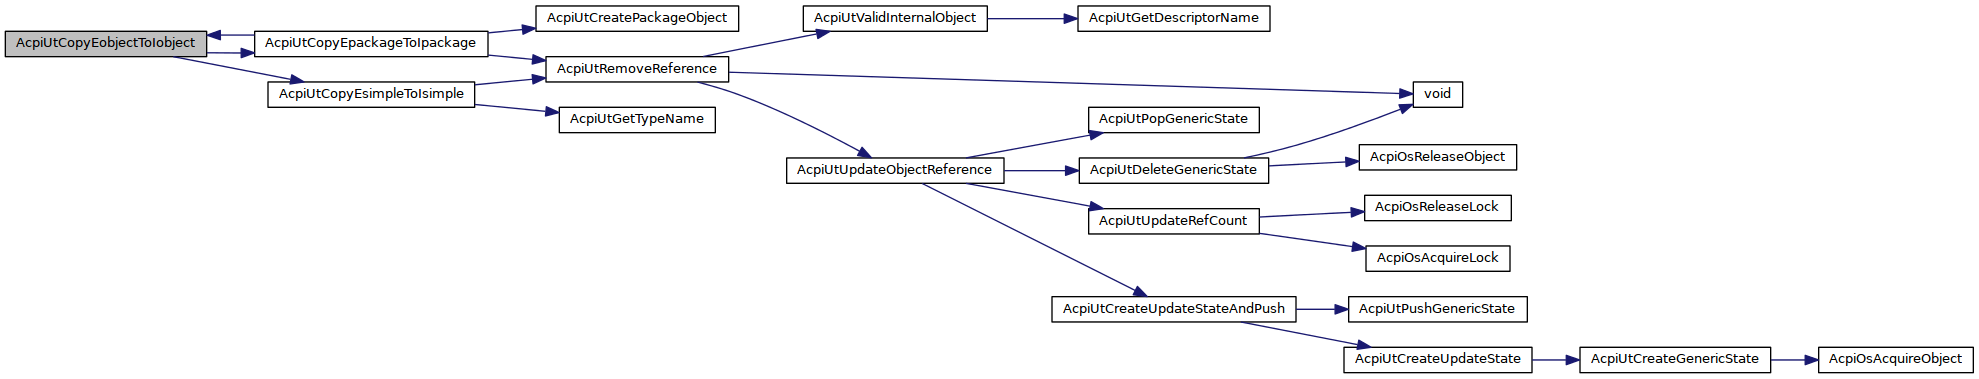 AcpiUtCopyEobjectToIobject
AcpiUtCopyEpackageToIpackage
AcpiUtCopyEsimpleToIsimple
AcpiUtCreatePackageObject
AcpiUtRemoveReference
AcpiUtGetTypeName
AcpiUtValidInternalObject
AcpiUtGetDescriptorName
void
AcpiUtUpdateObjectReference
AcpiUtPopGenericState
AcpiUtDeleteGenericState
AcpiOsReleaseObject
AcpiUtUpdateRefCount
AcpiOsReleaseLock
AcpiOsAcquireLock
AcpiUtCreateUpdateStateAndPush
AcpiUtPushGenericState
AcpiUtCreateUpdateState
AcpiUtCreateGenericState
AcpiOsAcquireObject